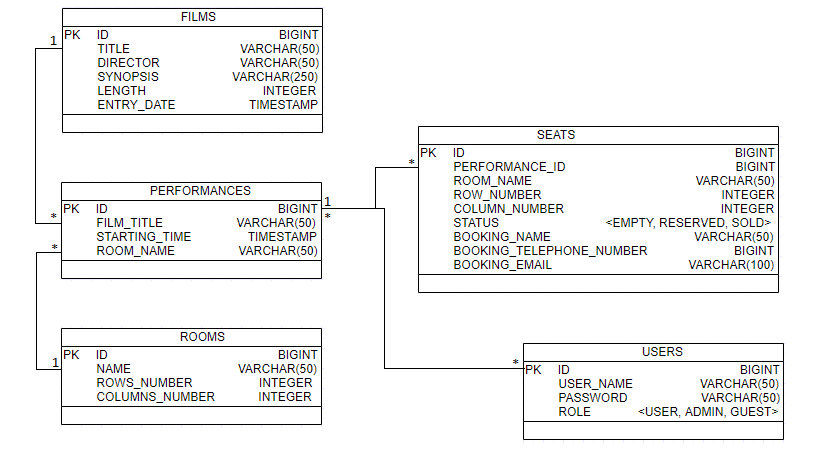 FILMS
PK ID BIGINT
TITLE VARCHAR(50)
DIRECTOR VARCHAR(50)
SYNOPSIS VARCHAR(250)
LENGTH INTEGER
ENTRY_DATE TIMESTAMP
1
*
PERFORMANCES
PK ID BIGINT
FILM_TITLE VARCHAR(50)
STARTING_TIME TIMESTAMP
ROOM_NAME VARCHAR(50)
1
*
*
1
ROOMS
PK ID BIGINT
NAME VARCHAR(50)
ROWS_NUMBER INTEGER
COLUMNS_NUMBER INTEGER
*
SEATS
PK ID BIGINT
PERFORMANCE_ID BIGINT
ROOM_NAME VARCHAR(50)
ROW_NUMBER INTEGER
COLUMN_NUMBER INTEGER
STATUS <EMPTY, RESERVED, SOLD>
BOOKING_NAME VARCHAR(50)
BOOKING_TELEPHONE_NUMBER BIGINT
BOOKING_EMAIL VARCHAR(100)
*
USERS
PK ID BIGINT
USER_NAME VARCHAR(50)
PASSWORD VARCHAR(50)
ROLE <USER, ADMIN, GUEST>